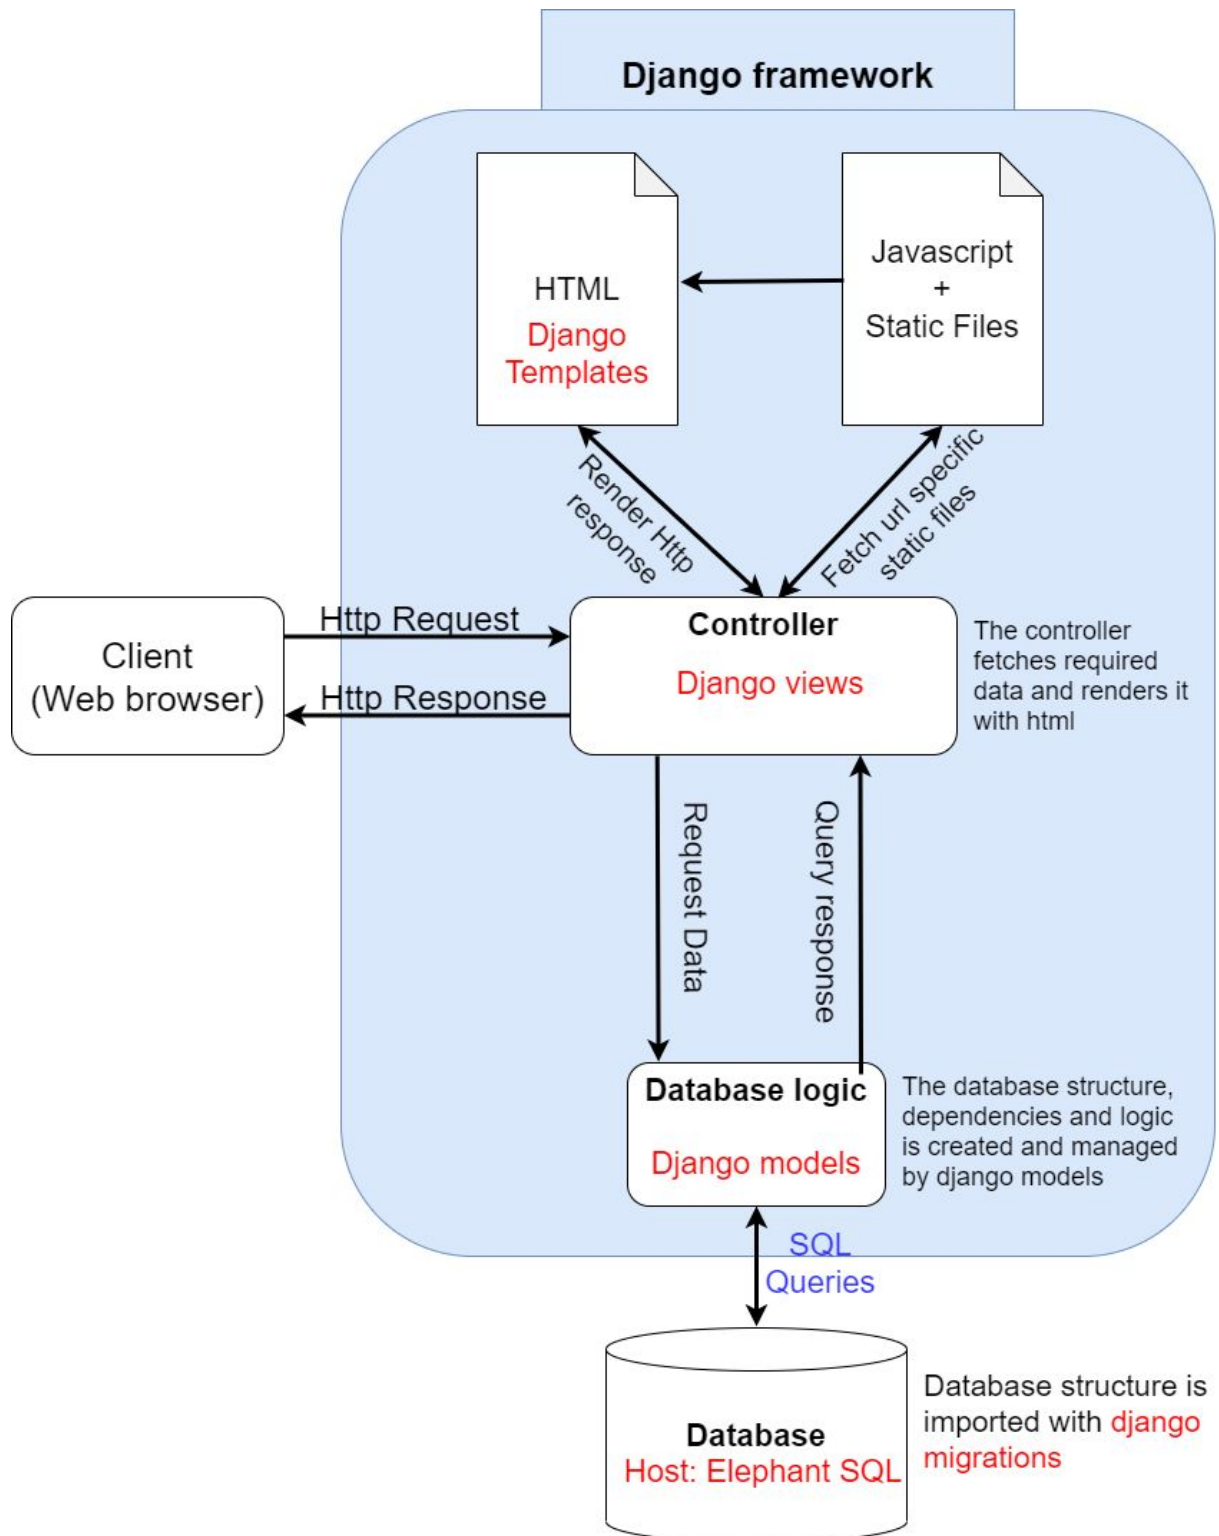 Django framework
HTML
Django
Templates
Javascript
+
Static Files
Render Http
response
Fetch url specific
static files
Client
(Web browser)
Http Request
Http Response
Controller
Django views
The controller
fetches required
data and renders it
with html
Request Data
Query response
Database logic
Django models
The database structure,
dependencies and logic
is created and managed
by django models
SQL
Queries
Database
Host: Elephant SQL
Database structure is
imported with django
migrations